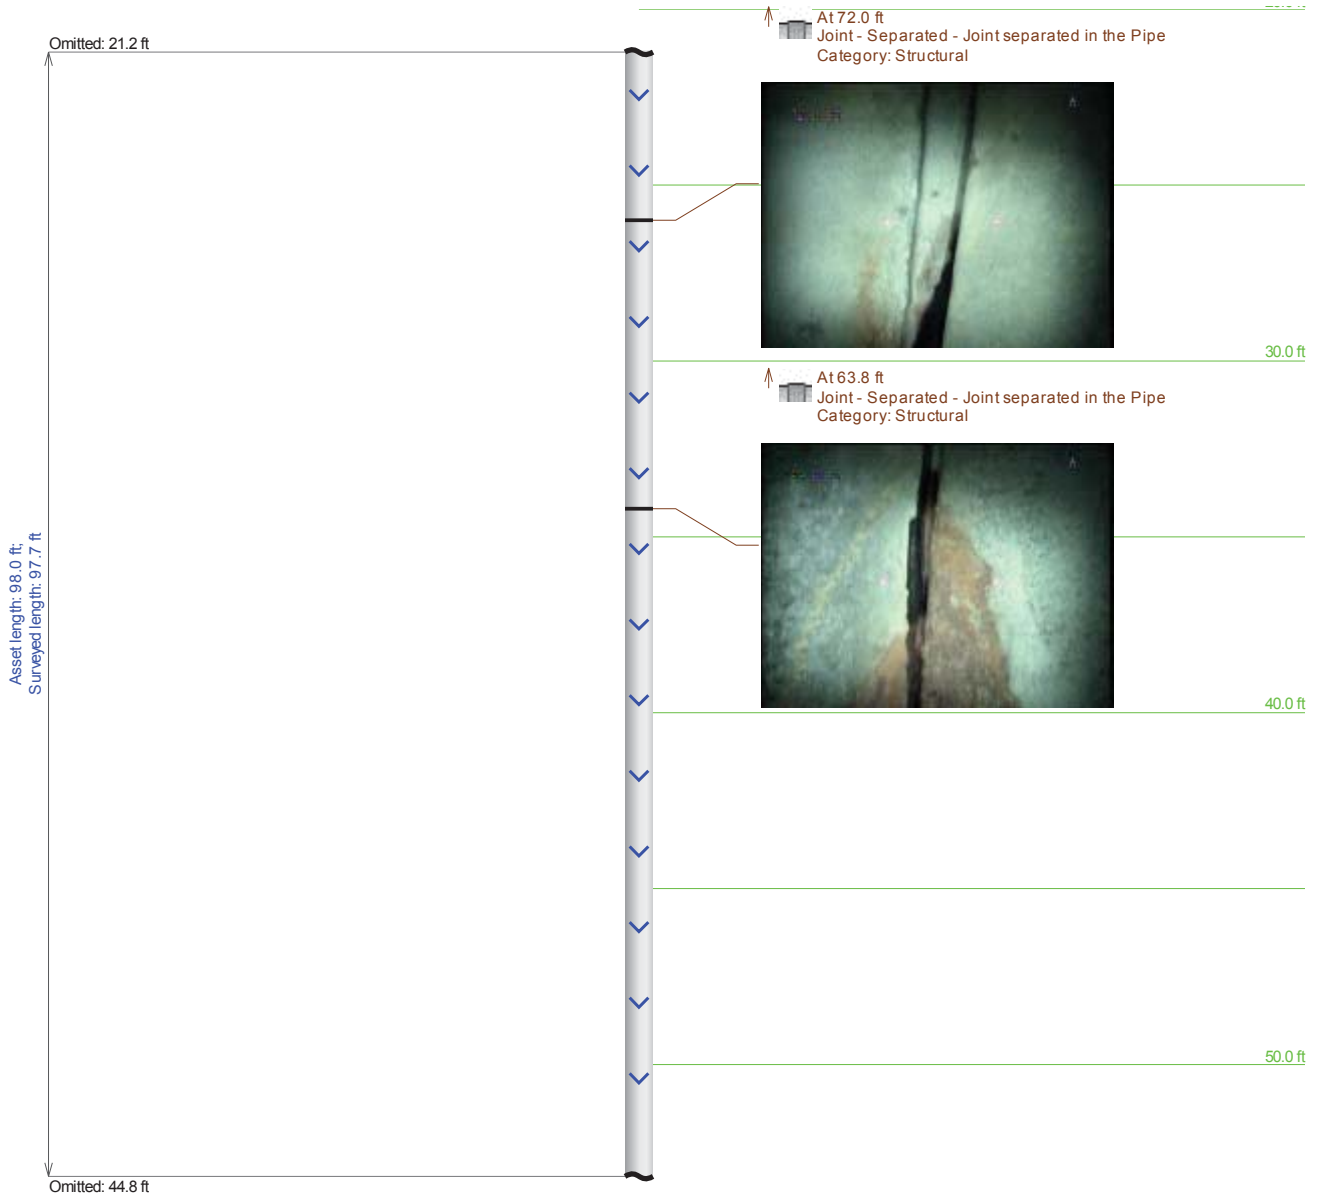 At 72.0 ft
Joint - Separated - Joint separated in the Pipe
Category: Structural
Omitted: 21.2 ft
30.0 ft
At 63.8 ft
Joint - Separated - Joint separated in the Pipe
Category: Structural
Asset length: 98.0 ft;
Surveyed length: 97.7 ft
40.0 ft
50.0 ft
Omitted: 44.8 ft